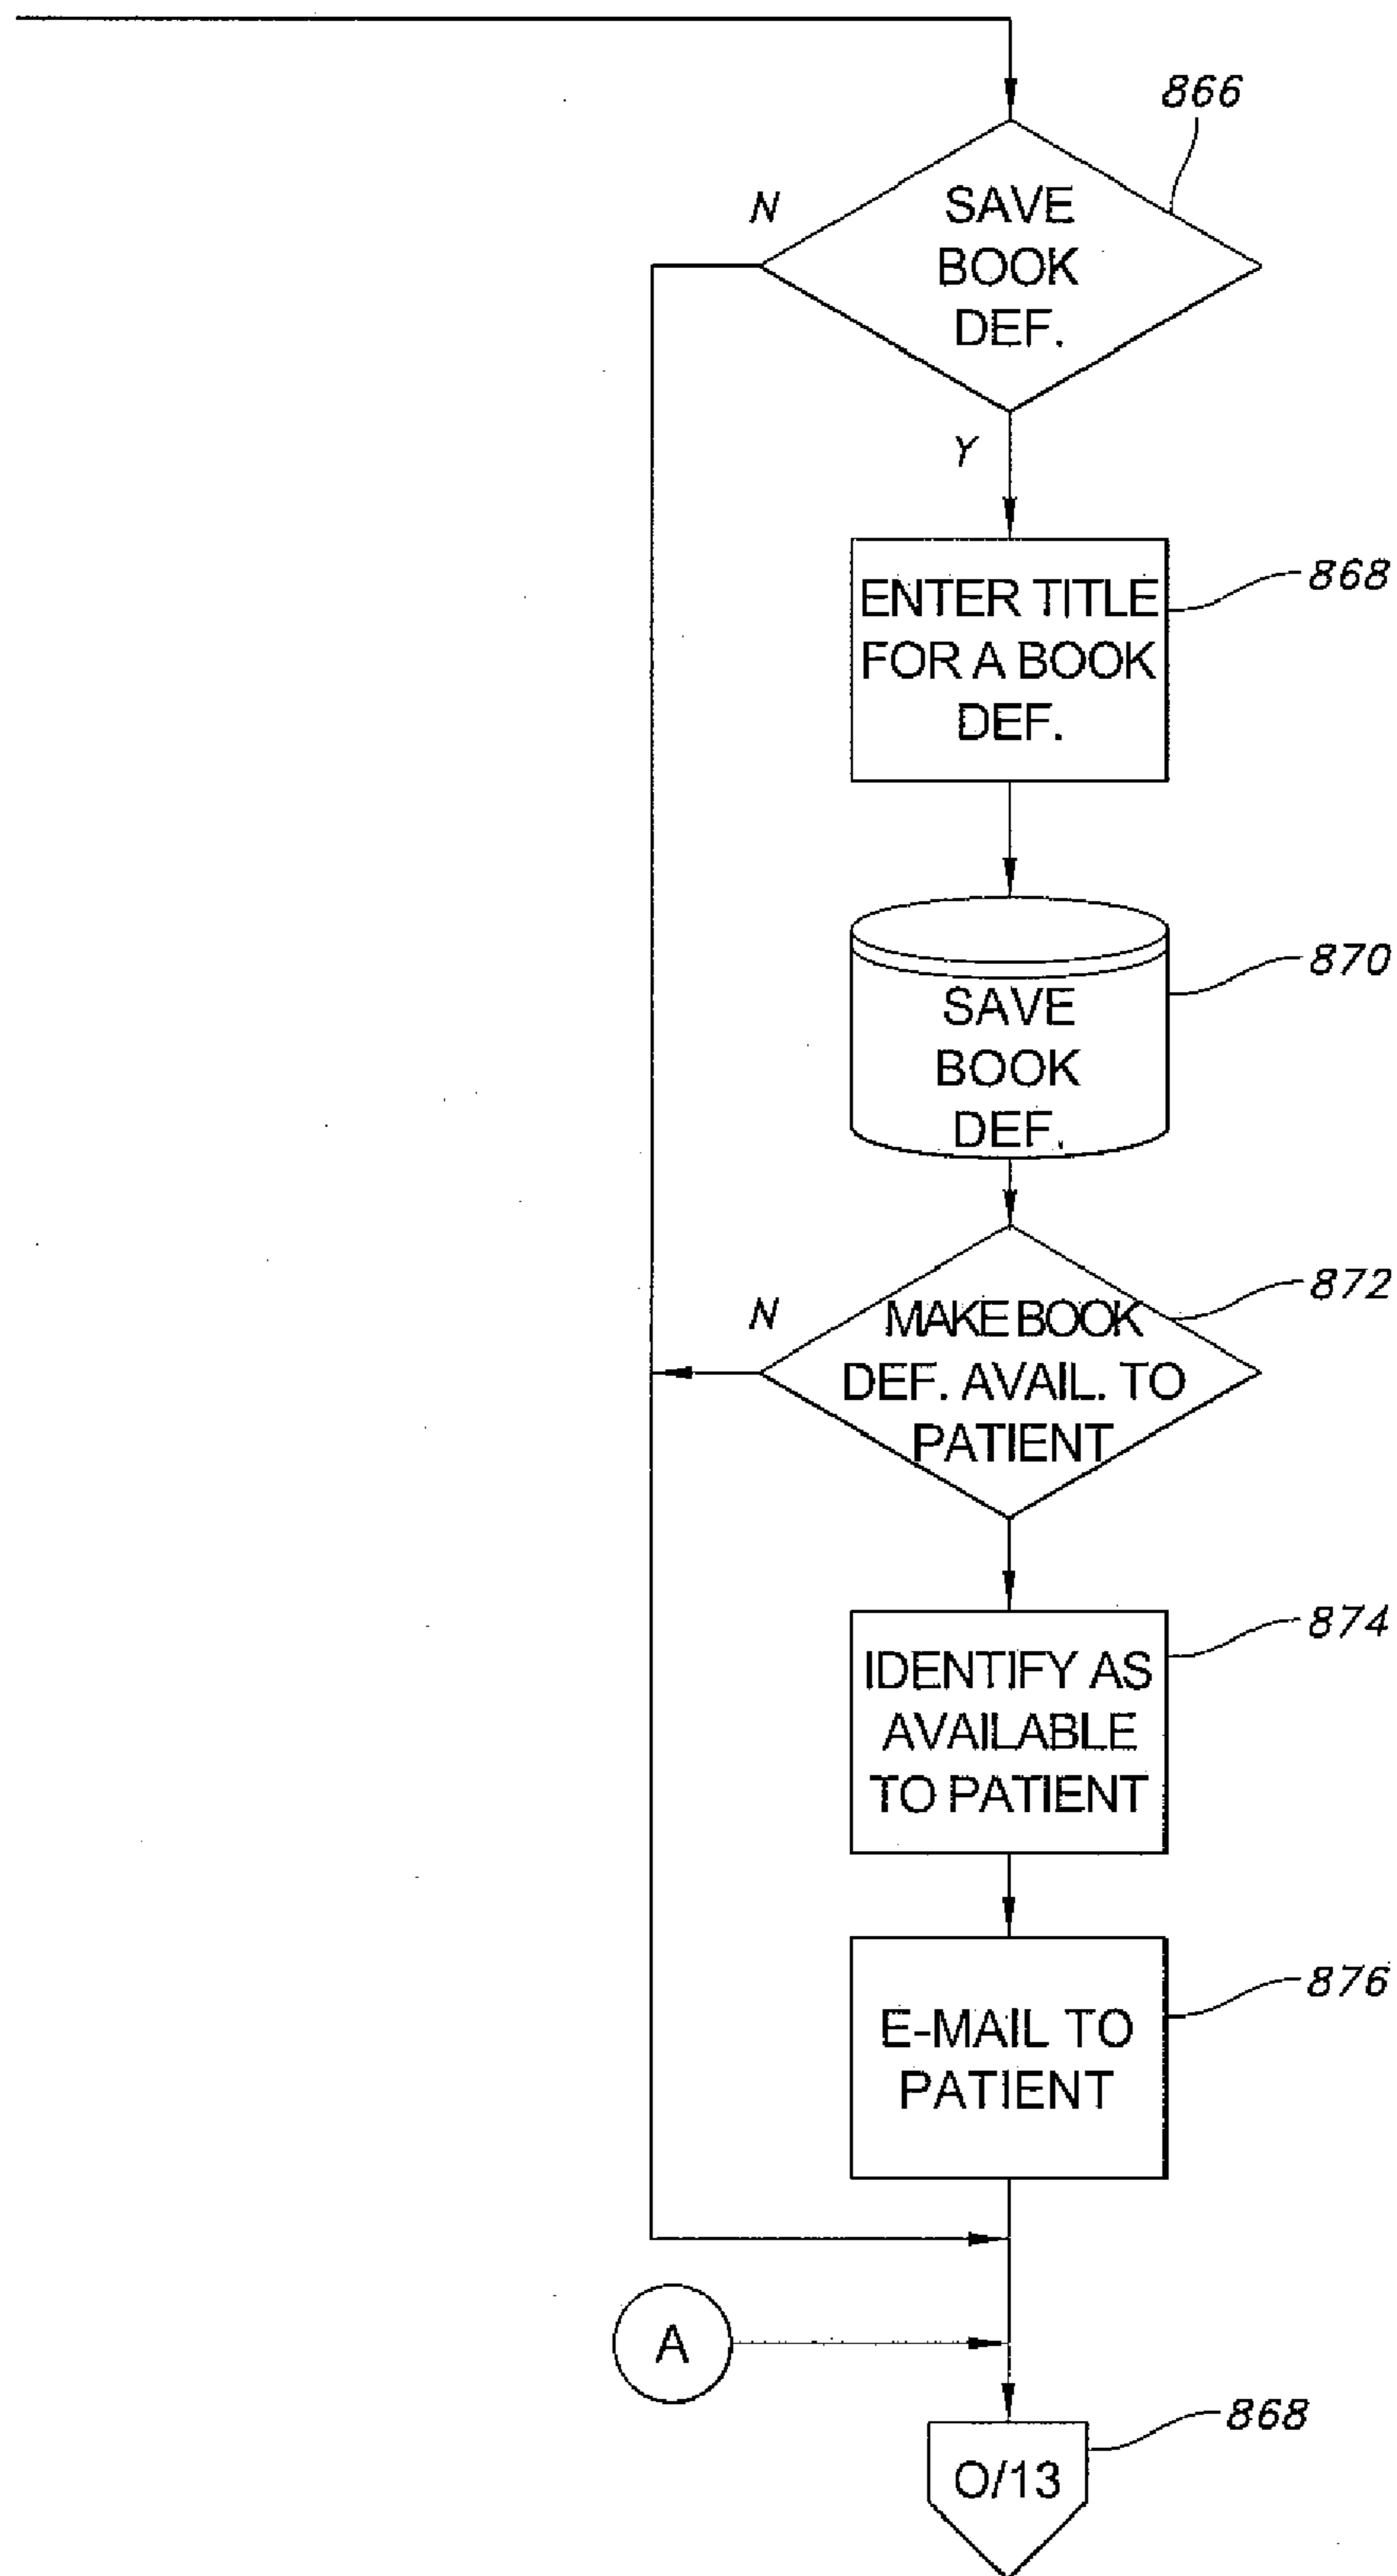 866
N
SAVE
BOOK
DEF.
Y
868
ENTER TITLE
FOR A BOOK
DEF.
870
SAVE
BOOK
DEF.
872
N
MAKE BOOK
DEF. AVAIL. TO
PATIENT
874
IDENTIFY AS
AVAILABLE
TO PATIENT
876
E-MAIL TO
PATIENT
A
868
O/13